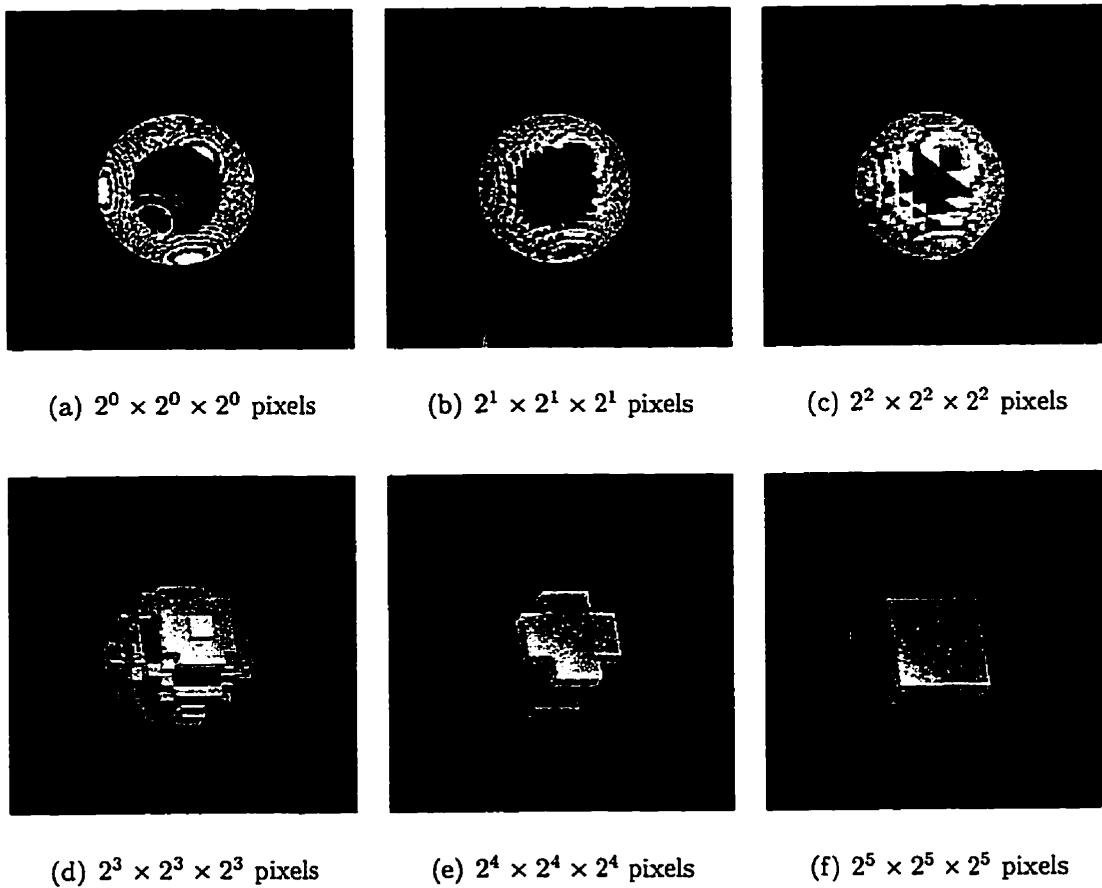 (a) 2⁰ × 2⁰ × 2⁰ pixels
(b) 2¹ × 2¹ × 2¹ pixels
(c) 2² × 2² × 2² pixels
(d) 2³ × 2³ × 2³ pixels
(e) 2⁴ × 2⁴ × 2⁴ pixels
(f) 2⁵ × 2⁵ × 2⁵ pixels